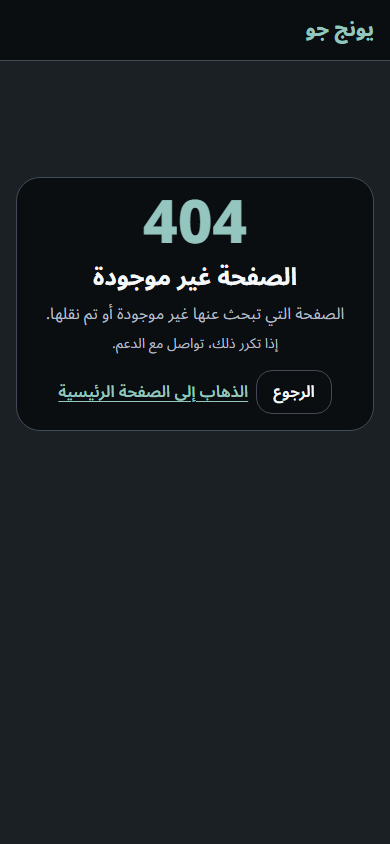 يونج جو
404
الصفحة غير موجودة
الصفحة التي تبحث عنها غير موجودة أو تم نقلها.
إذا تكرر ذلك، تواصل مع الدعم.
الرجوع
الذهاب إلى الصفحة الرئيسية